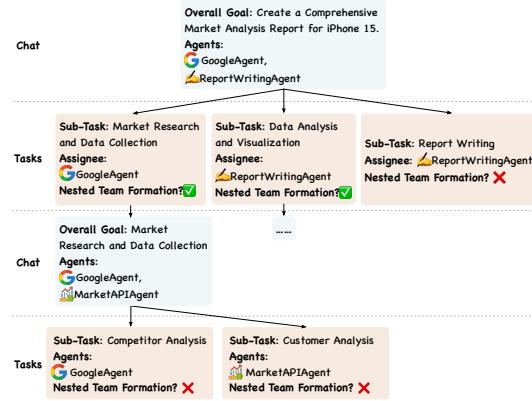 Overall Goal: Create a Comprehensive
Market Analysis Report for iPhone 15.
Agents:
GoogleAgent,
ReportWritingAgent
Chat
Sub-Task: Market Research
and Data Collection
Assignee:
GoogleAgent
Nested Team Formation?
Sub-Task: Data Analysis
and Visualization
Assignee:
ReportWritingAgent
Nested Team Formation?
Sub-Task: Report Writing
Assignee: ReportWritingAgent
Nested Team Formation?
Tasks
Overall Goal: Market
Research and Data Collection
Agents:
GoogleAgent,
MarketAPIAgent
......
Chat
Sub-Task: Competitor Analysis
Agents:
GoogleAgent
Nested Team Formation?
Sub-Task: Customer Analysis
Agents:
MarketAPIAgent
Nested Team Formation?
Tasks